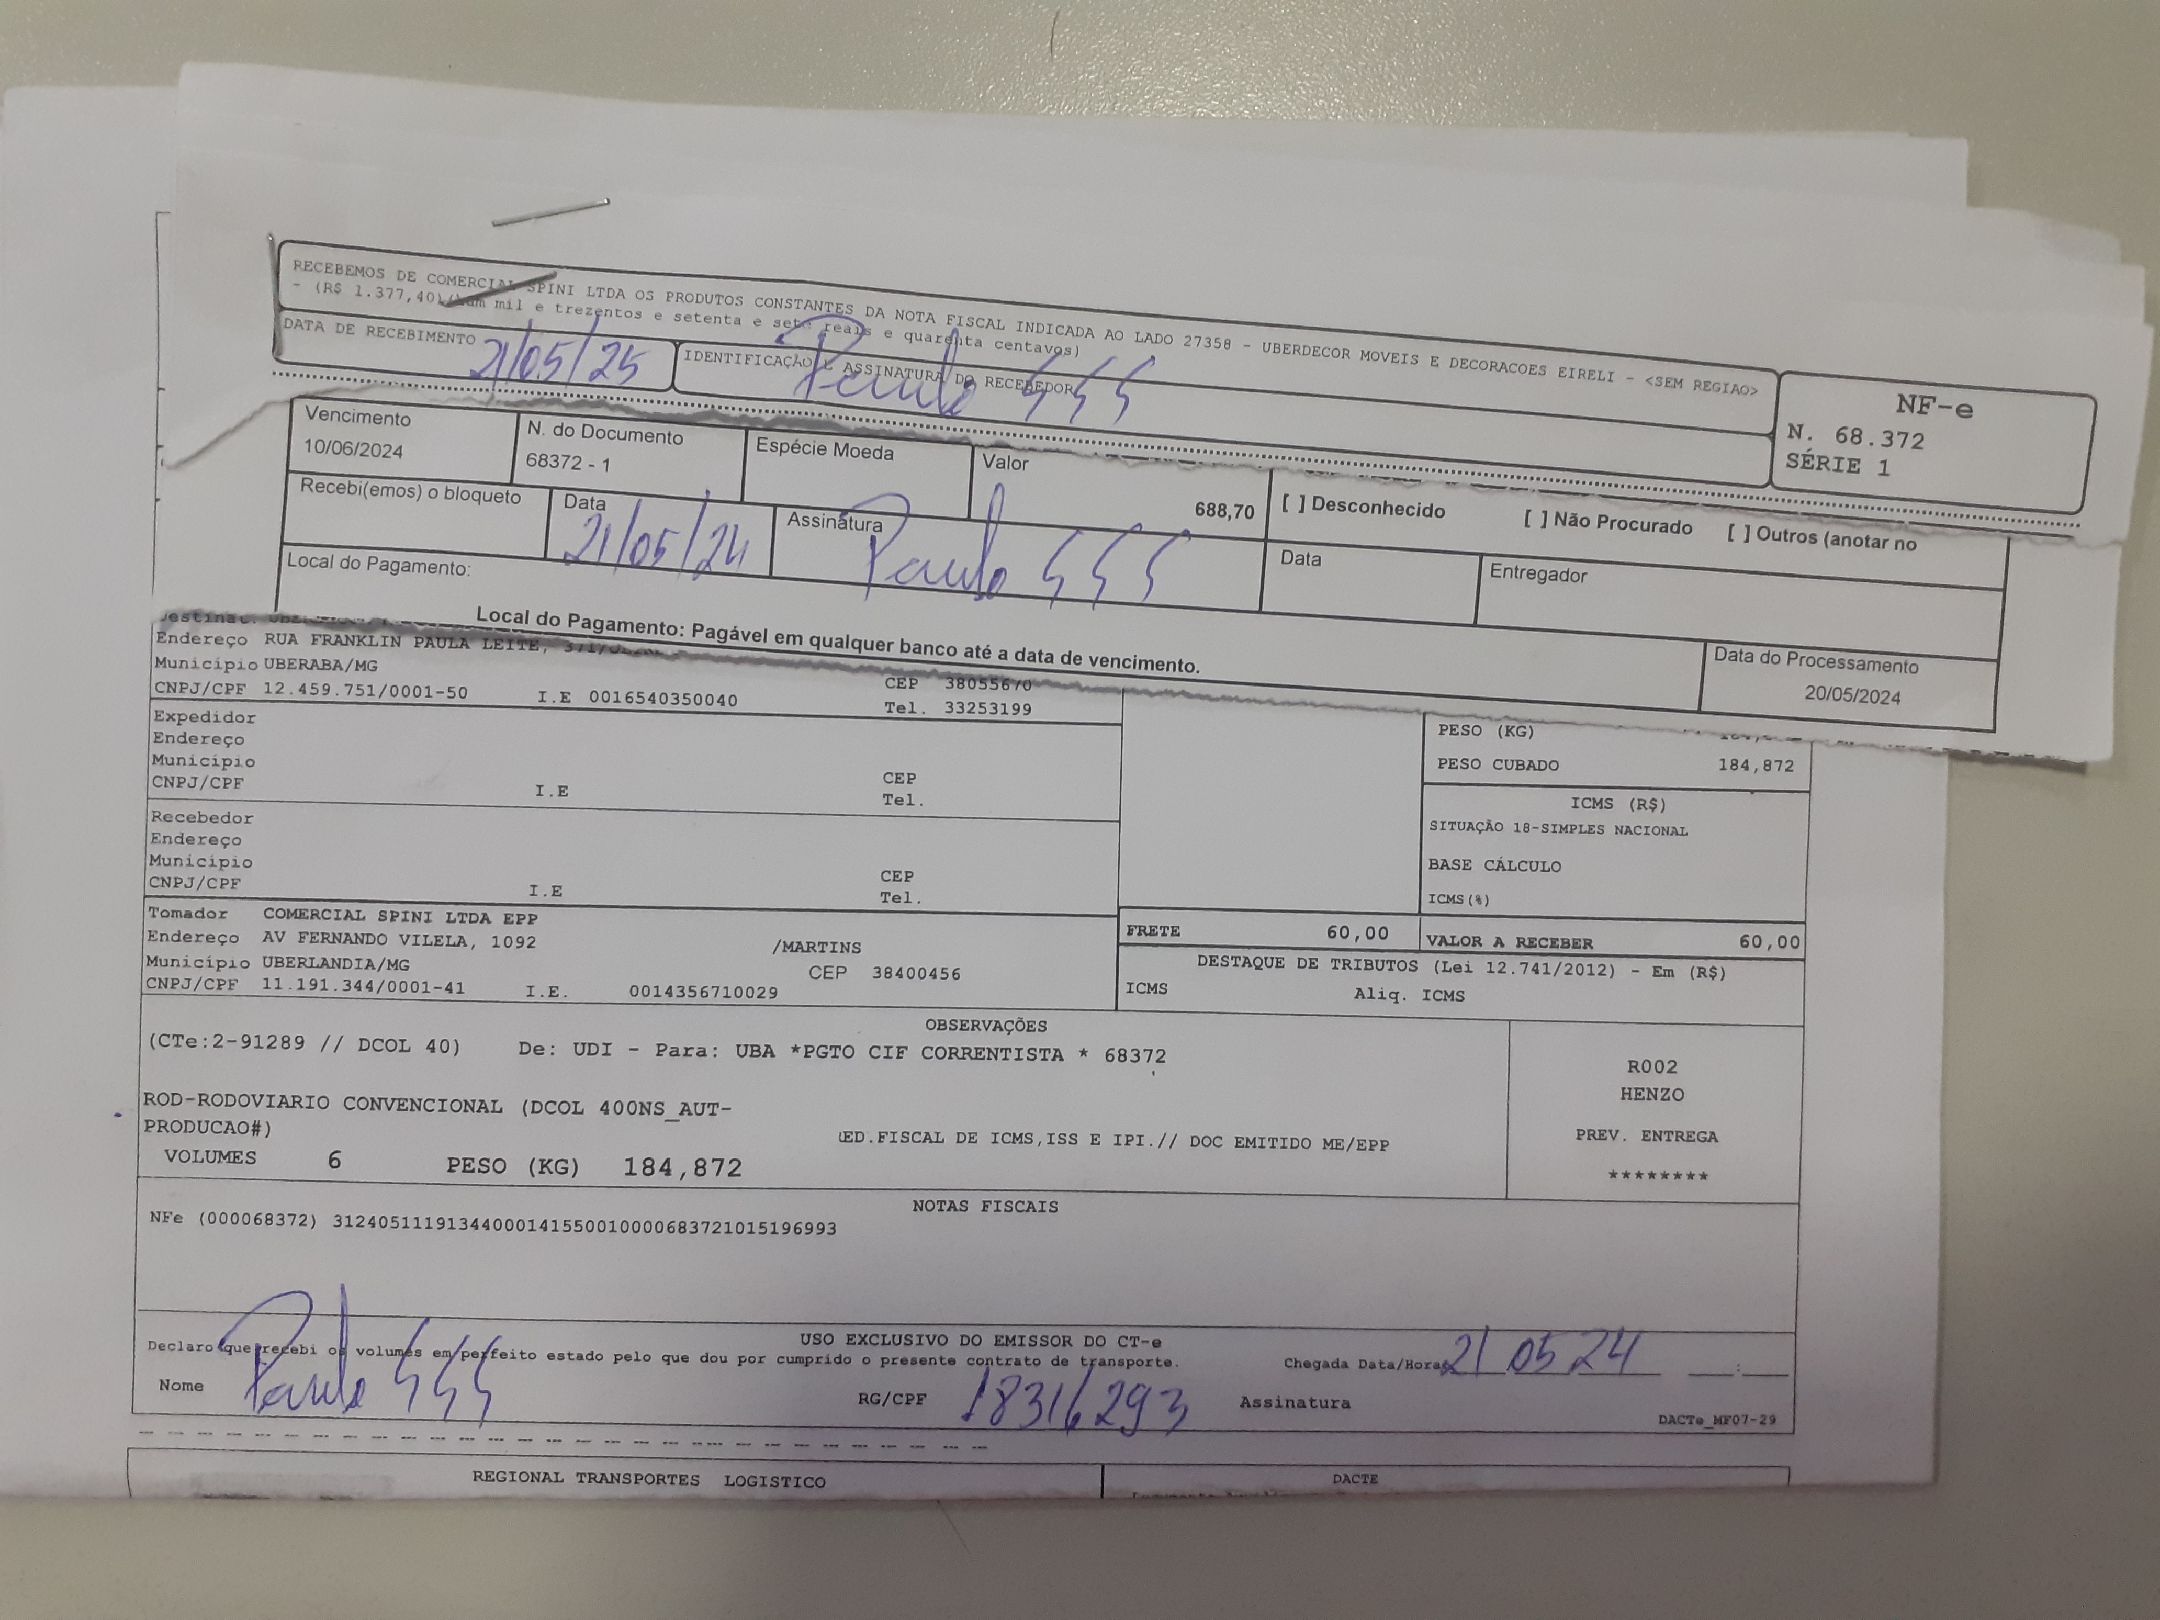 RECEBEMOS DE COMERCIAL SPINI LTDA OS PRODUTOS CONSTANTES DA NOTA FISCAL INDICADA AO LADO 27358 - UBERDECOR MOVEIS E DECORACOES EIRELI - <SEM REGIAO>
- (R$ 1.377,40) (hum mil e trezentos e setenta e sete reais e quarenta centavos)
DATA DE RECEBIMENTO 21/05/25
IDENTIFICAÇÃO E ASSINATURA DO RECEBEDOR Paulo
NF-e
N. 68.372
SÉRIE 1
Vencimento
10/06/2024
N. do Documento
68372 - 1
Espécie Moeda
Valor
688,70
[ ] Desconhecido [ ] Não Procurado [ ] Outros (anotar no
Recebi(emos) o bloqueto
Data
21/05/24
Assinatura
Paulo
Data
Entregador
Local do Pagamento:
Local do Pagamento: Pagável em qualquer banco até a data de vencimento.
Data do Processamento
20/05/2024
Endereço RUA FRANKLIN PAULA LEITE,
Município UBERABA/MG
CEP 38055670
CNPJ/CPF 12.459.751/0001-50 I.E 0016540350040
Tel. 33253199
Expedidor
Endereço
Município
CEP
CNPJ/CPF I.E
Tel.
PESO (KG)
PESO CUBADO 184,872
ICMS (R$)
SITUAÇÃO 18-SIMPLES NACIONAL
BASE CÁLCULO
ICMS(%)
Recebedor
Endereço
Município
CEP
CNPJ/CPF I.E
Tel.
Tomador COMERCIAL SPINI LTDA EPP
Endereço AV FERNANDO VILELA, 1092 /MARTINS
Município UBERLANDIA/MG CEP 38400456
CNPJ/CPF 11.191.344/0001-41 I.E. 0014356710029
FRETE 60,00 VALOR A RECEBER 60,00
DESTAQUE DE TRIBUTOS (Lei 12.741/2012) - Em (R$)
ICMS Aliq. ICMS
OBSERVAÇÕES
(CTe:2-91289 // DCOL 40) De: UDI - Para: UBA *PGTO CIF CORRENTISTA * 68372
ROD-RODOVIARIO CONVENCIONAL (DCOL 400NS_AUT-
PRODUCAO#)
ED.FISCAL DE ICMS,ISS E IPI.// DOC EMITIDO ME/EPP
VOLUMES 6 PESO (KG) 184,872
R002
HENZO
PREV. ENTREGA
********
NOTAS FISCAIS
NFe (000068372) 31240511191344000141550010000683721015196993
USO EXCLUSIVO DO EMISSOR DO CT-e
Declaro que recebi os volumes em perfeito estado pelo que dou por cumprido o presente contrato de transporte.
Chegada Data/Hora 21 05 24 :
Nome Paulo
RG/CPF 18316293
Assinatura
DACTe_MF07-29
REGIONAL TRANSPORTES LOGISTICO
DACTE